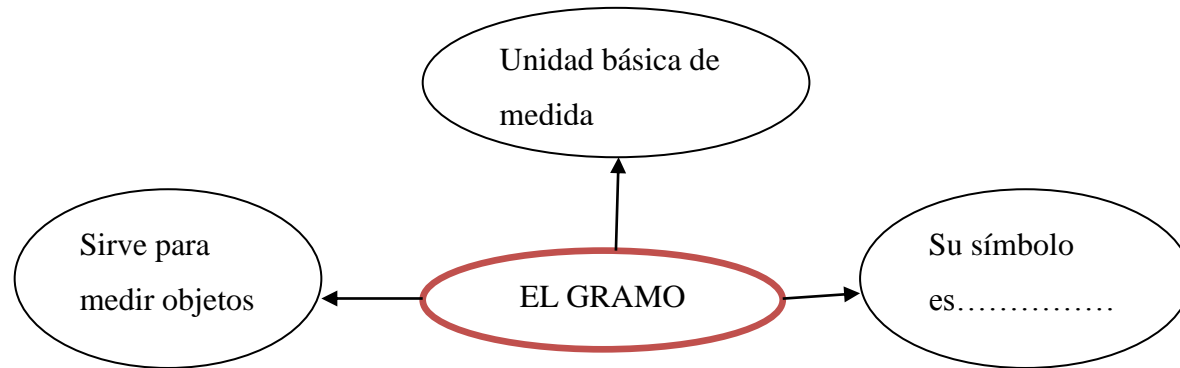 Unidad básica de
medida
Sirve para
medir objetos
EL GRAMO
Su símbolo
es……………